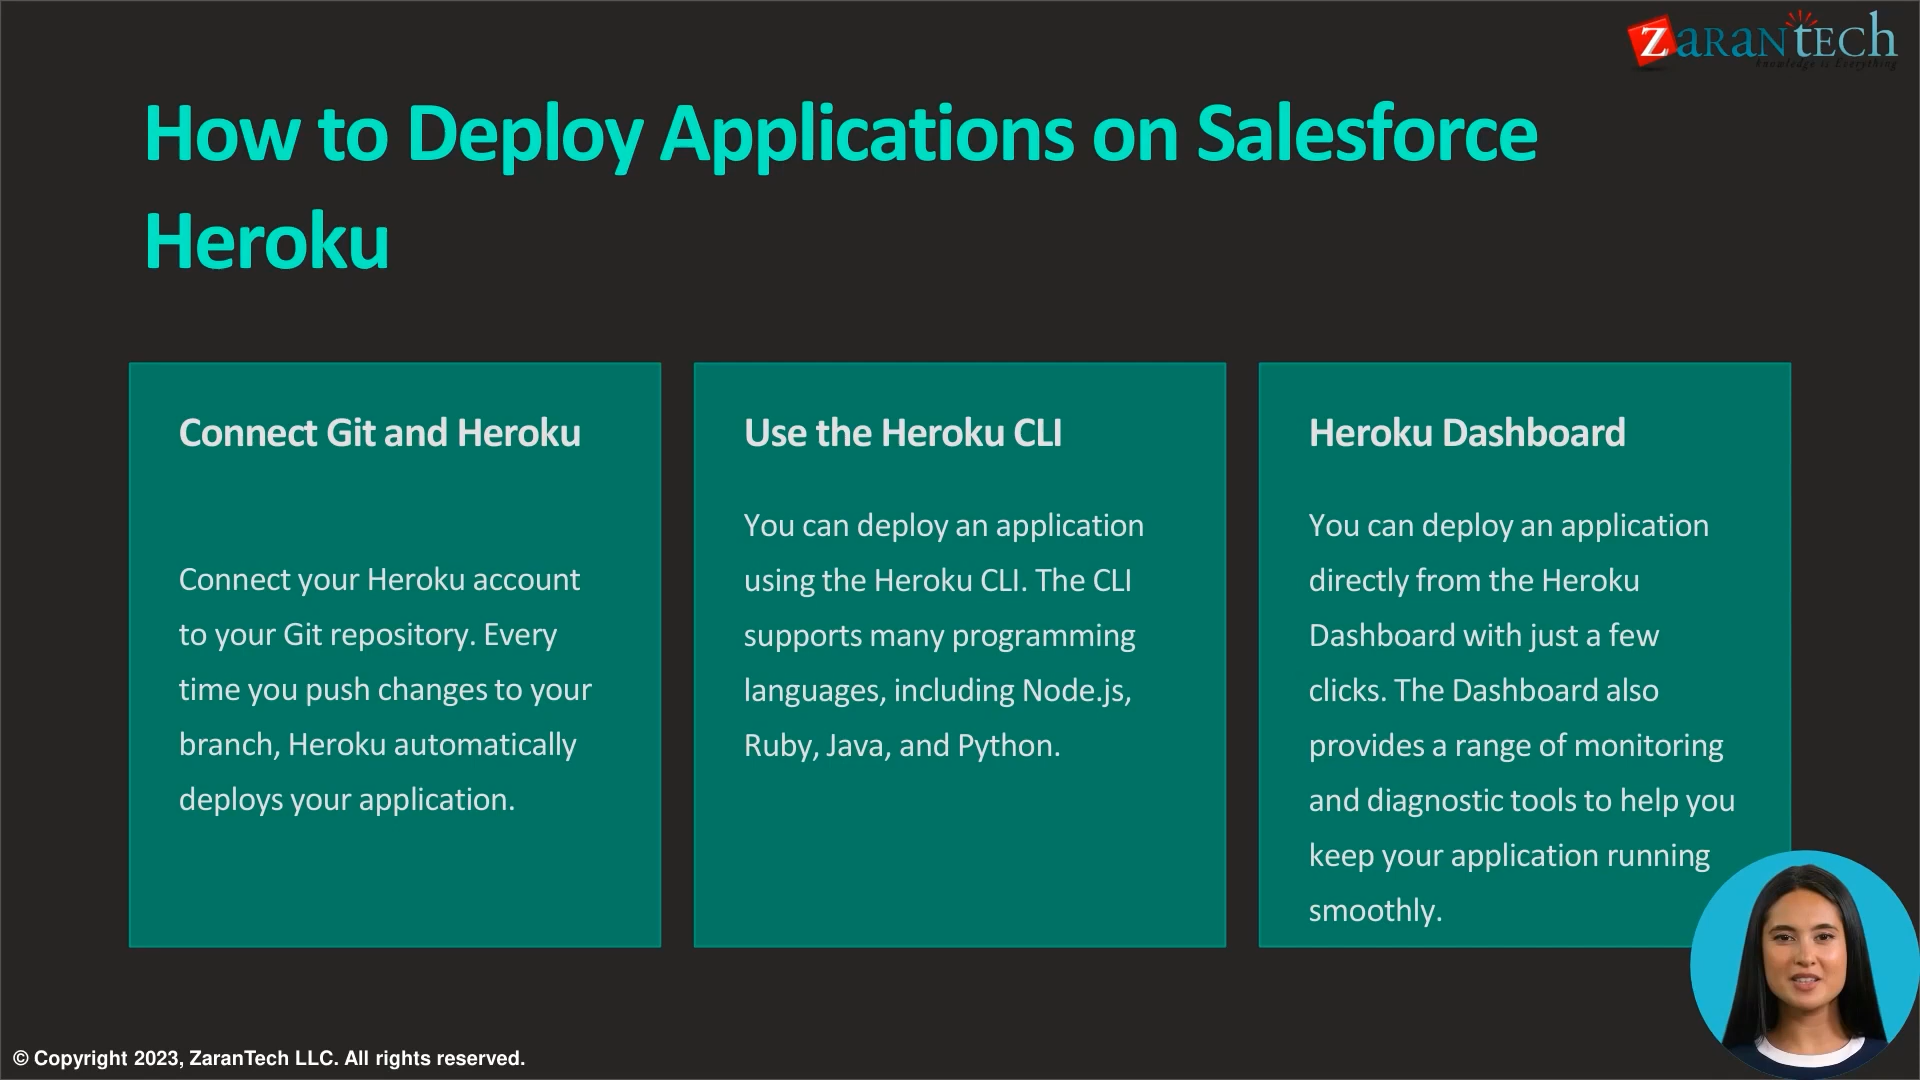 ZaranTech
knowledge is Everything
How to Deploy Applications on Salesforce
Heroku
Connect Git and Heroku
Connect your Heroku account
to your Git repository. Every
time you push changes to your
branch, Heroku automatically
deploys your application.
Use the Heroku CLI
You can deploy an application
using the Heroku CLI. The CLI
supports many programming
languages, including Node.js,
Ruby, Java, and Python.
Heroku Dashboard
You can deploy an application
directly from the Heroku
Dashboard with just a few
clicks. The Dashboard also
provides a range of monitoring
and diagnostic tools to help you
keep your application running
smoothly.
© Copyright 2023, ZaranTech LLC. All rights reserved.